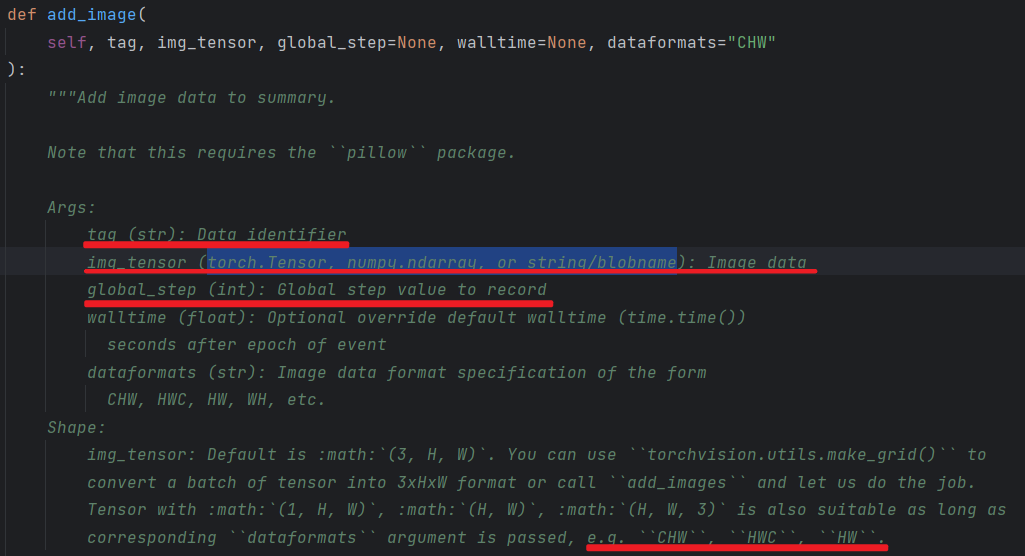 def add_image(
self, tag, img_tensor, global_step=None, walltime=None, dataformats="CHW"
):
"""Add image data to summary.
Note that this requires the ``pillow`` package.
Args:
tag (str): Data identifier
img_tensor (torch.Tensor, numpy.ndarray, or string/blobname): Image data
global_step (int): Global step value to record
walltime (float): Optional override default walltime (time.time())
seconds after epoch of event
dataformats (str): Image data format specification of the form
CHW, HWC, HW, WH, etc.
Shape:
img_tensor: Default is :math:`(3, H, W)`. You can use ``torchvision.utils.make_grid()`` to
convert a batch of tensor into 3xHxW format or call ``add_images`` and let us do the job.
Tensor with :math:`(1, H, W)`, :math:`(H, W)`, :math:`(H, W, 3)` is also suitable as long as
corresponding ``dataformats`` argument is passed, e.g. ``CHW``, ``HWC``, ``HW``.